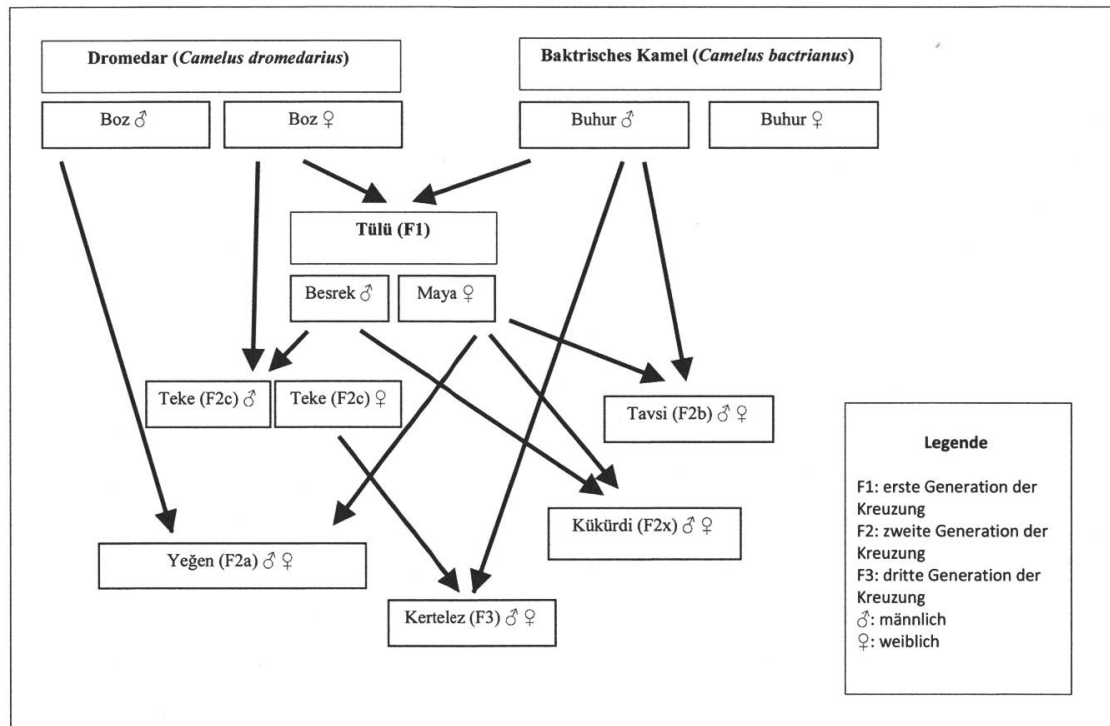 Dromedar (Camelus dromedarius)
Baktrisches Kamel (Camelus bactrianus)
Boz ♂
Boz ♀
Buhur ♂
Buhur ♀
Tülü (F1)
Besrek ♂
Maya ♀
Teke (F2c) ♂
Teke (F2c) ♀
Tavsi (F2b) ♂ ♀
Kükürdi (F2x) ♂ ♀
Yeğen (F2a) ♂ ♀
Kertelez (F3) ♂ ♀
Legende
F1: erste Generation der
Kreuzung
F2: zweite Generation der
Kreuzung
F3: dritte Generation der
Kreuzung
♂: männlich
♀: weiblich